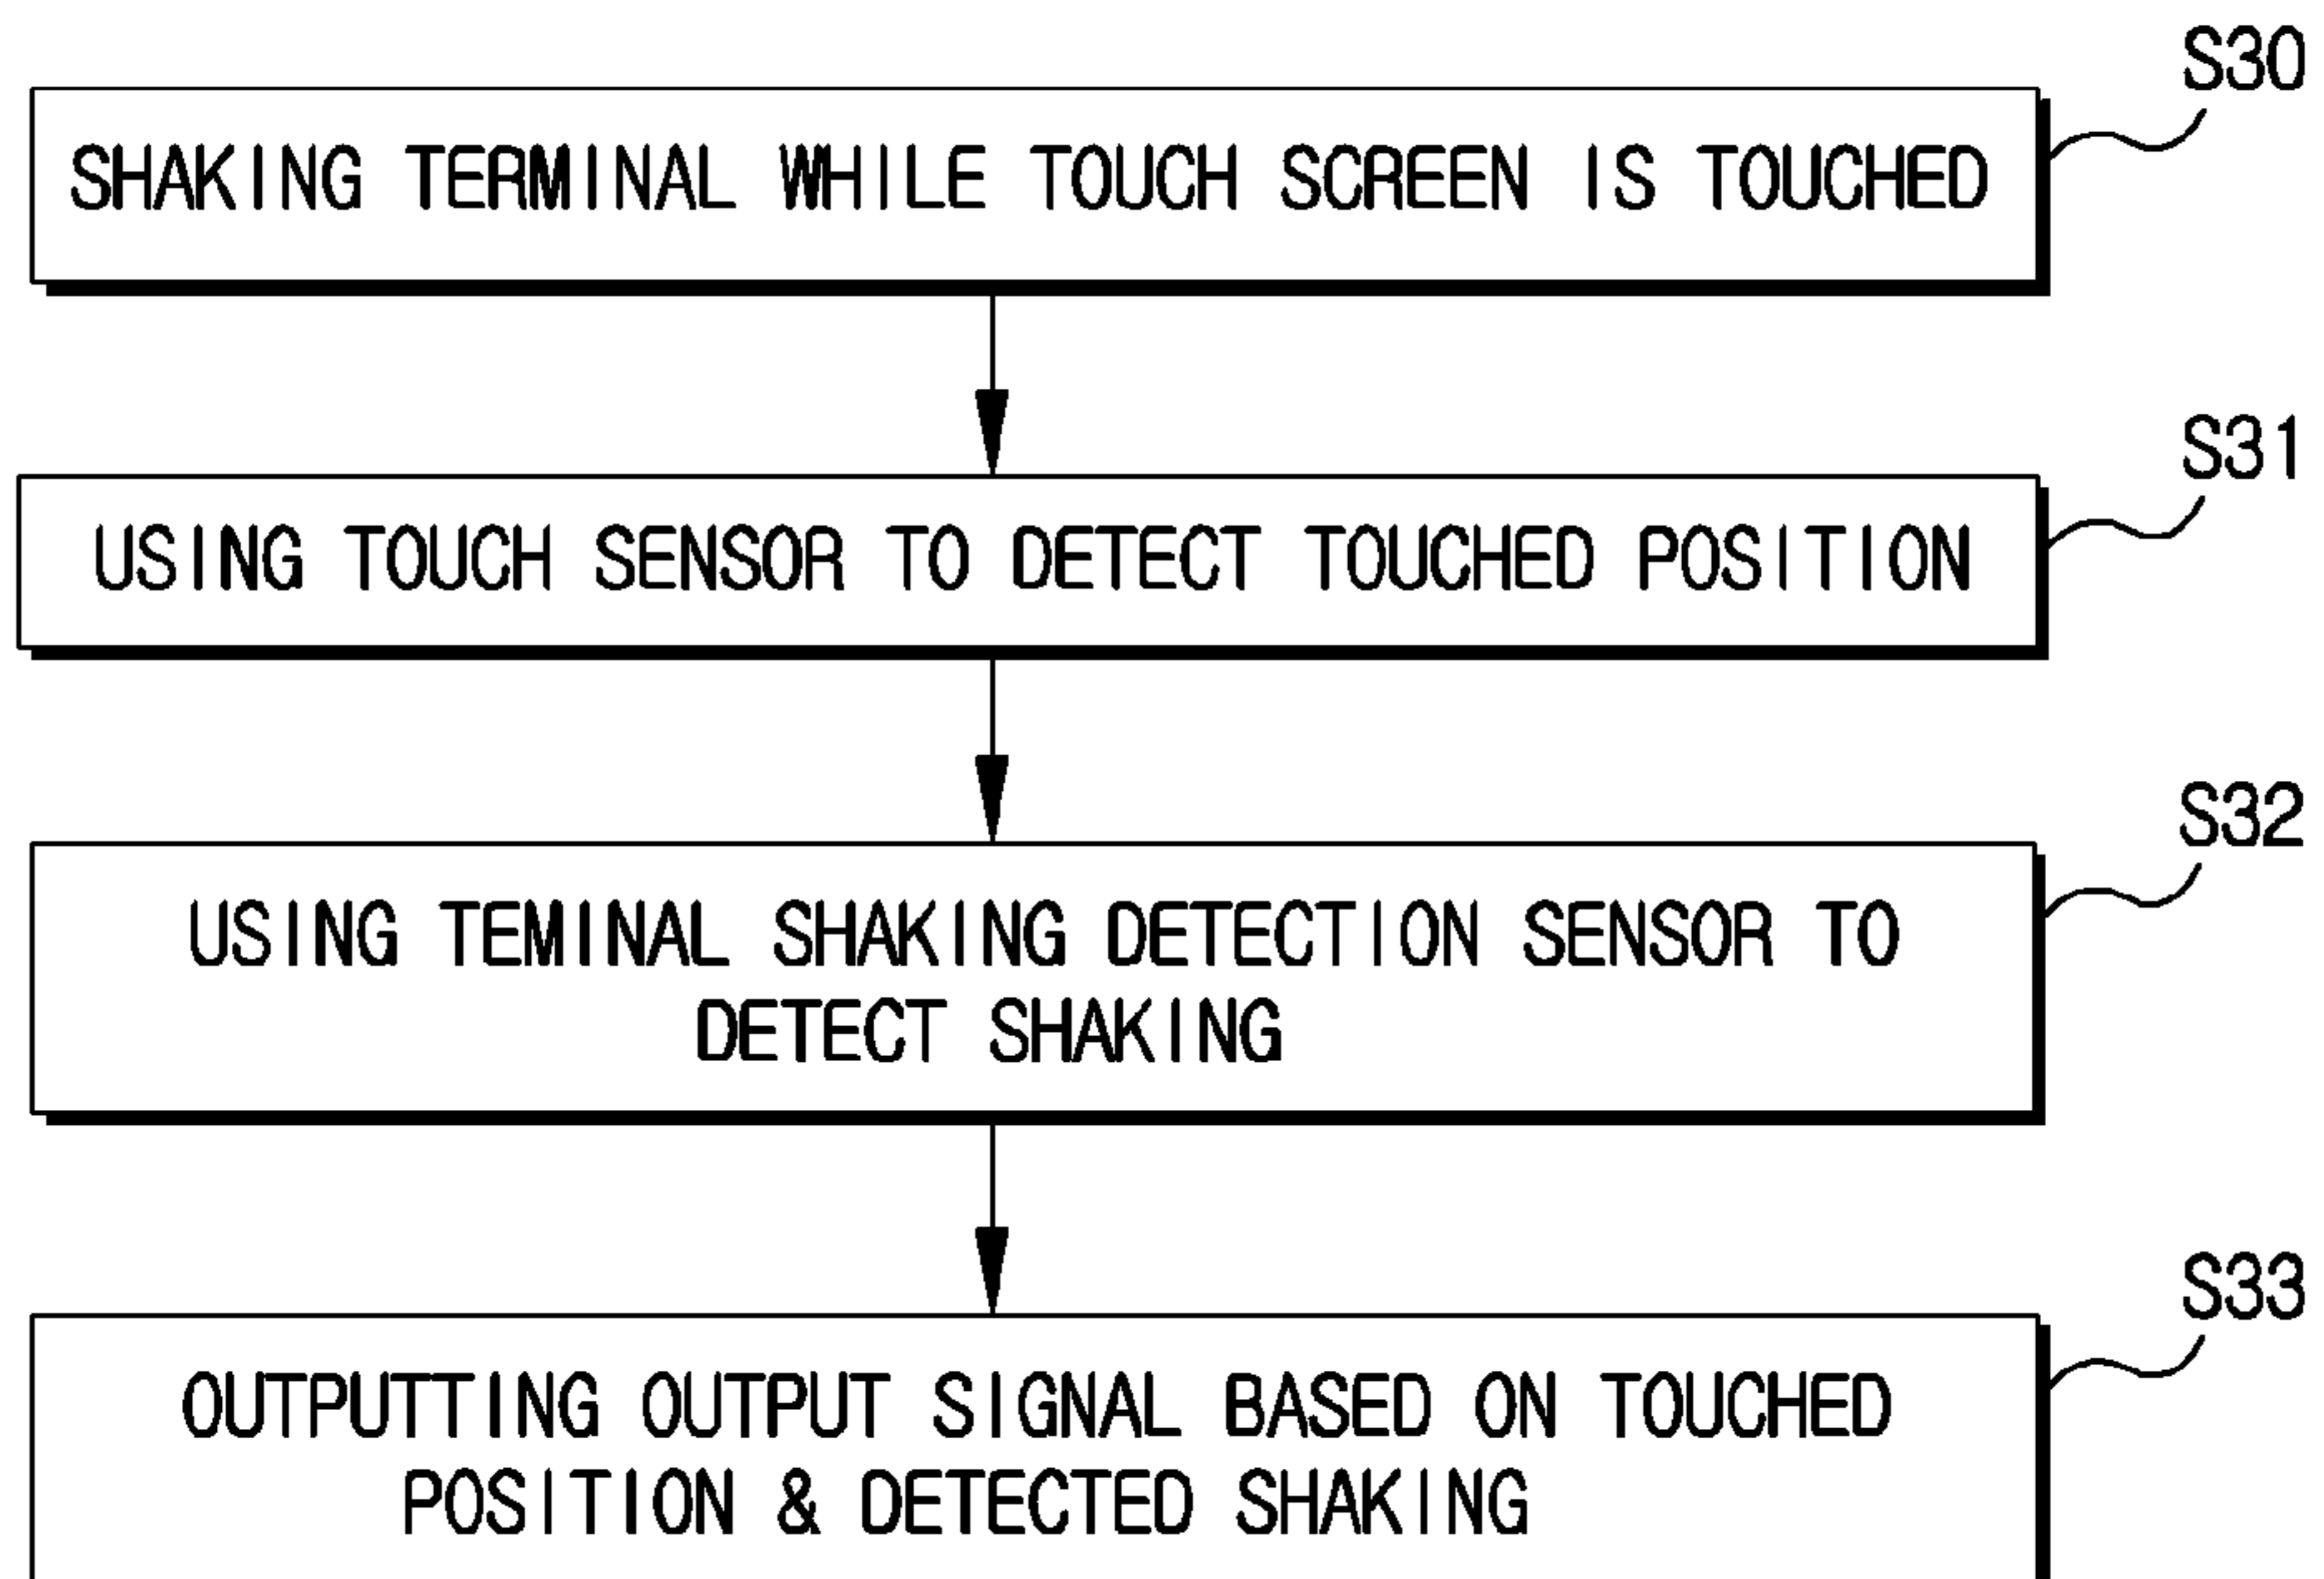 S30
SHAKING TERMINAL WHILE TOUCH SCREEN IS TOUCHED
S31
USING TOUCH SENSOR TO DETECT TOUCHED POSITION
S32
USING TEMINAL SHAKING DETECTION SENSOR TO
DETECT SHAKING
S33
OUTPUTTING OUTPUT SIGNAL BASED ON TOUCHED
POSITION & DETECTED SHAKING